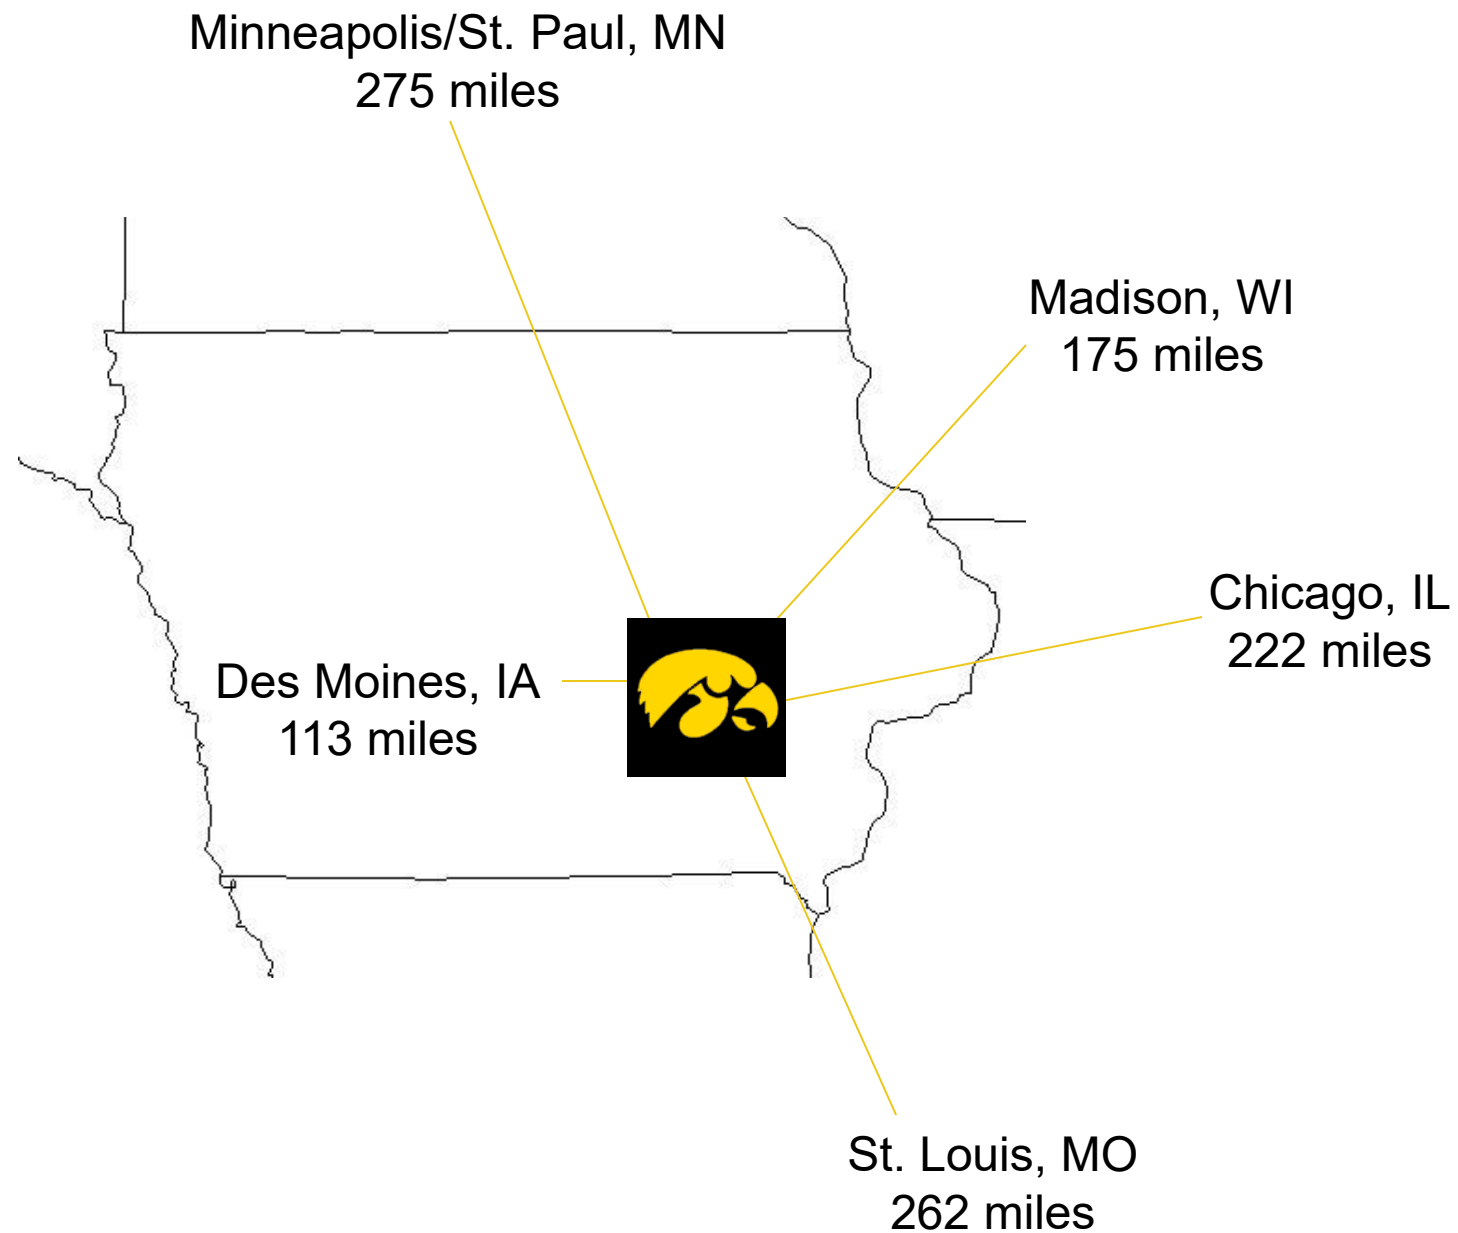 Minneapolis/St. Paul, MN
275 miles
Madison, WI
175 miles
Chicago, IL
222 miles
Des Moines, IA
113 miles
St. Louis, MO
262 miles